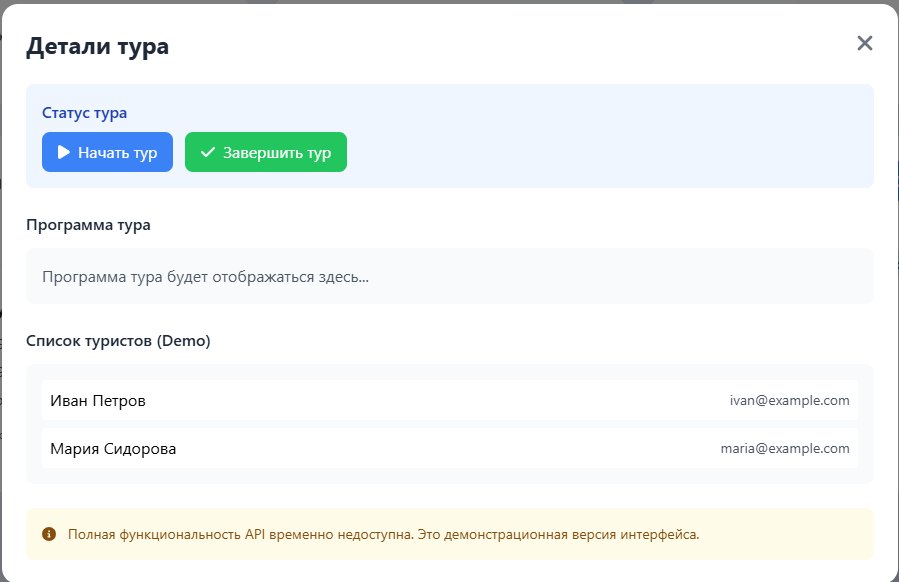 Детали тура
Статус тура
Начать тур
Завершить тур
Программа тура
Программа тура будет отображаться здесь...
Список туристов (Demo)
Иван Петров
ivan@example.com
Мария Сидорова
maria@example.com
Полная функциональность API временно недоступна. Это демонстрационная версия интерфейса.